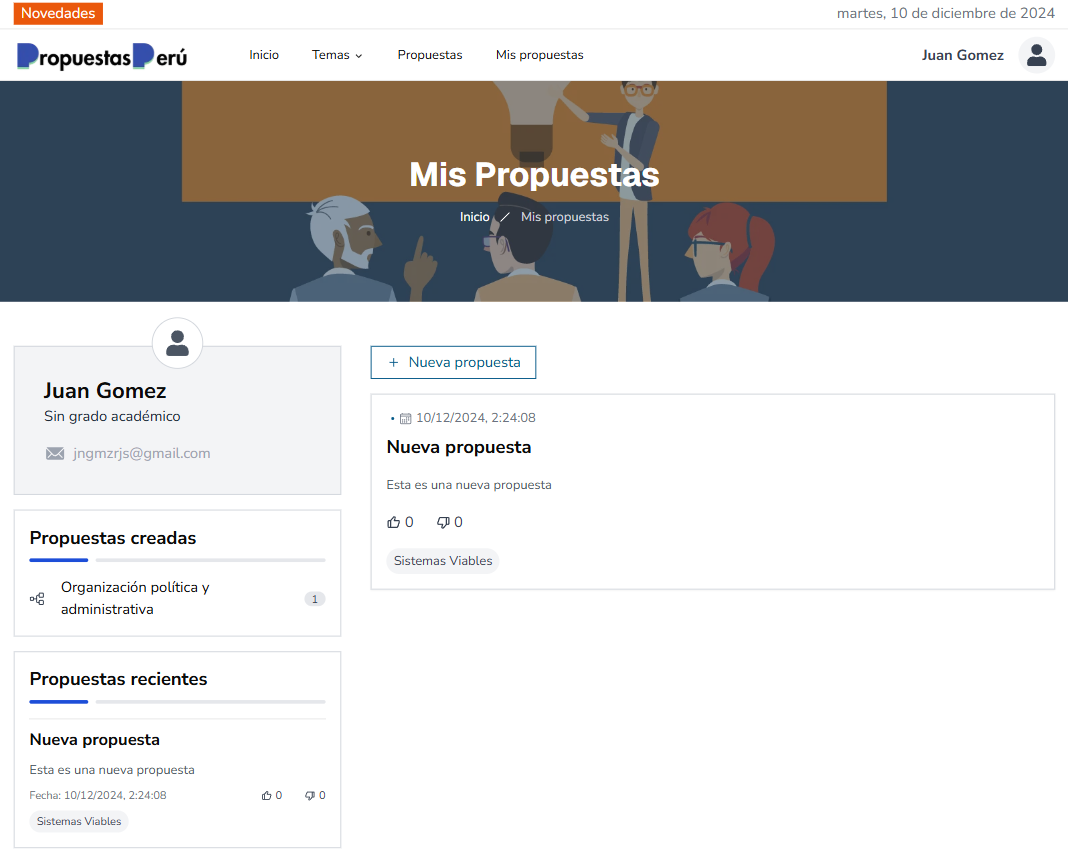 Novedades
martes, 10 de diciembre de 2024
PropuestasPerú
Inicio
Temas
Propuestas
Mis propuestas
Juan Gomez
Mis Propuestas
Inicio / Mis propuestas
Juan Gomez
Sin grado académico
jngmzrjs@gmail.com
Propuestas creadas
Organización política y
administrativa
1
Propuestas recientes
Nueva propuesta
Esta es una nueva propuesta
Fecha: 10/12/2024, 2:24:08
0
0
Sistemas Viables
+ Nueva propuesta
• 10/12/2024, 2:24:08
Nueva propuesta
Esta es una nueva propuesta
0
0
Sistemas Viables